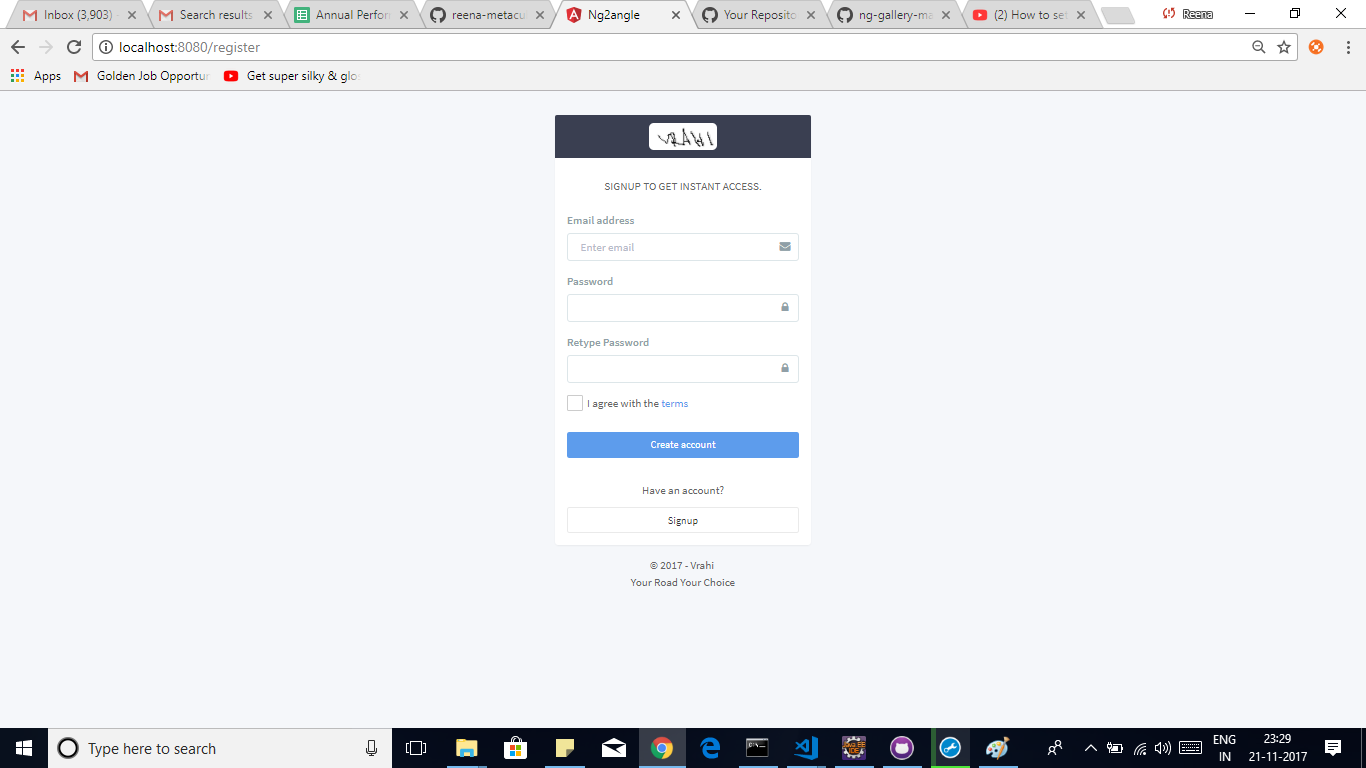 Inbox (3,903) -
Search results
Annual Perfor
reena-metacu
Ng2angle
Your Reposito
ng-gallery-ma
(2) How to set
Reena
localhost:8080/register
Apps
Golden Job Opportun
Get super silky & glo
VRAHI
SIGNUP TO GET INSTANT ACCESS.
Email address
Enter email
Password
Retype Password
I agree with the terms
Create account
Have an account?
Signup
© 2017 - Vrahi
Your Road Your Choice
Type here to search
ENG
IN
23:29
21-11-2017